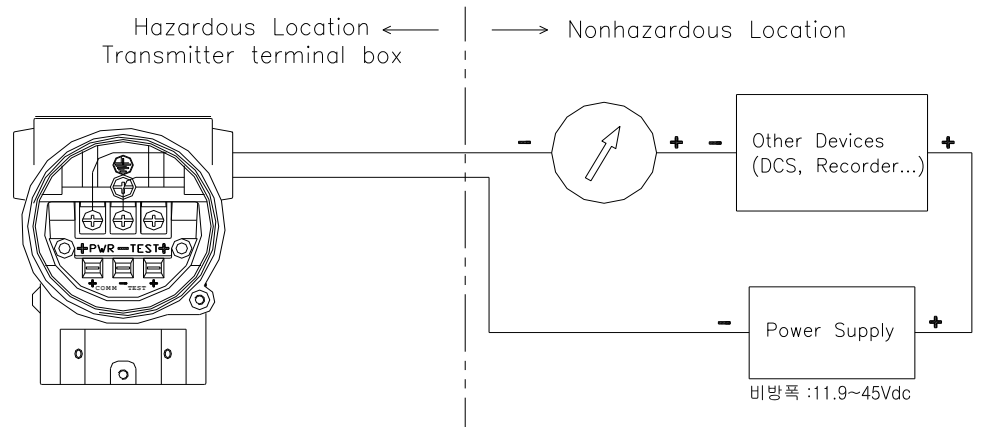 Hazardous Location
Nonhazardous Location
Transmitter terminal box
Other Devices
(DCS, Recorder...)
+PWR-TEST+
+ - +
COMM TEST
Power Supply
비방폭 :11.9~45Vdc
- + - +
- +